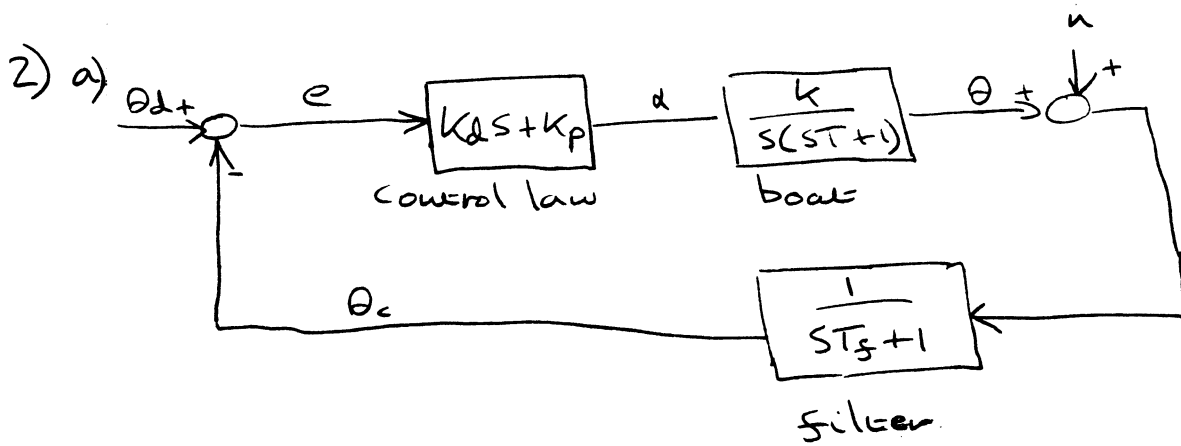 n
2) a)
θd + e α θ + +
Kds + Kp
k
s(sT + 1)
-
control law boat
θc
1
sTf + 1
filter